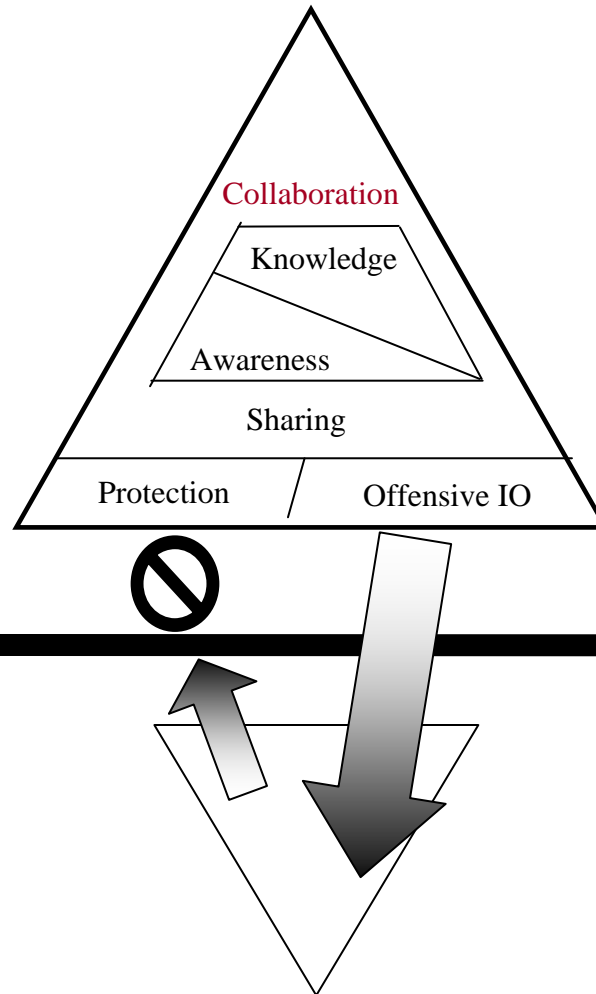 Collaboration
Knowledge
Awareness
Sharing
Protection
Offensive IO